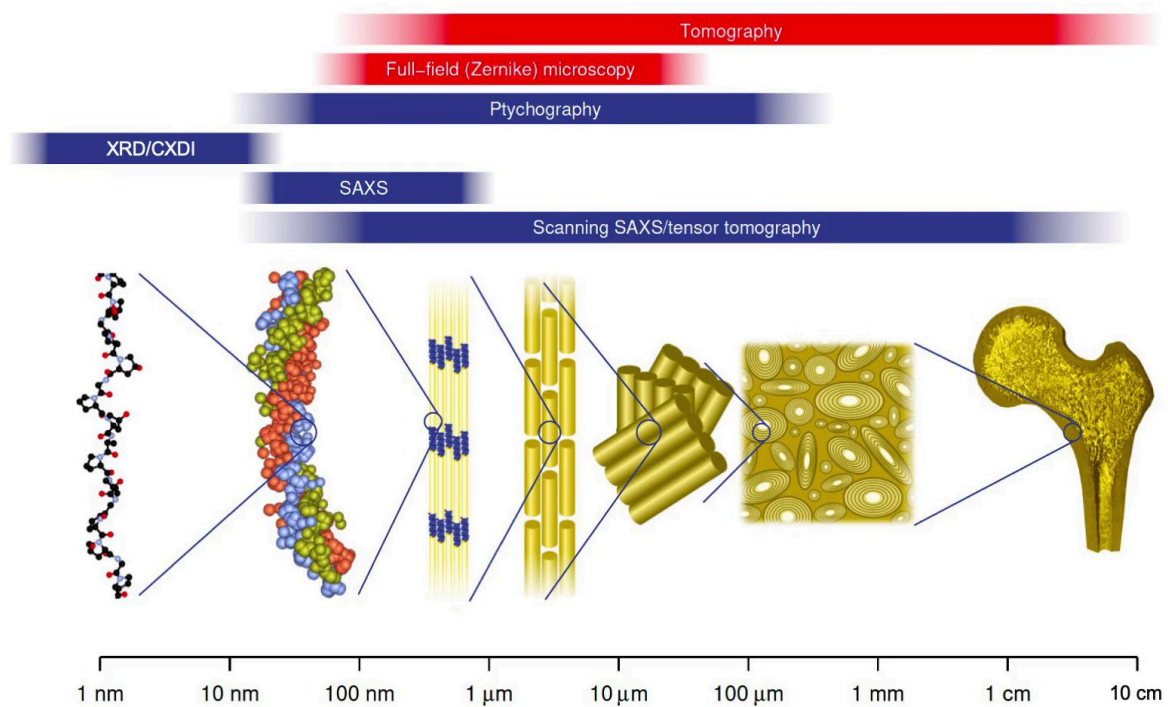 Tomography
Full−field (Zernike) microscopy
Ptychography
XRD/CXDI
SAXS
Scanning SAXS/tensor tomography
1 nm
10 nm
100 nm
1 μm
10 μm
100 μm
1 mm
1 cm
10 cm